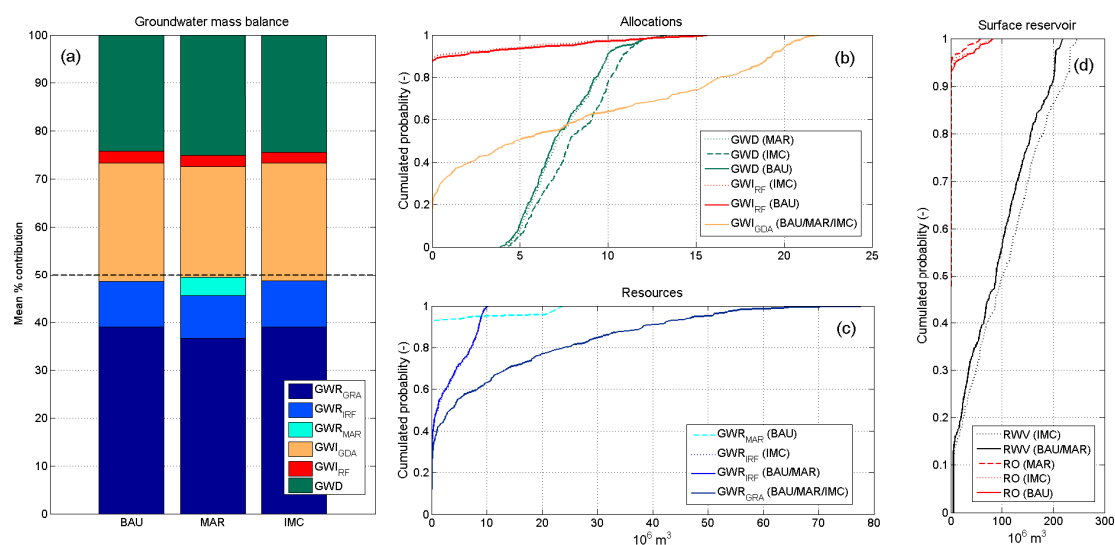 Groundwater mass balance
(a)
Mean % contribution
100
90
80
70
60
50
40
30
20
10
0
BAU
MAR
IMC
GWR_GRA
GWR_IRF
GWR_MAR
GWI_GDA
GWI_RF
GWD
Allocations
(b)
Cumulated probablity (-)
1
0.8
0.6
0.4
0.2
0
0
5
10
15
20
25
GWD (MAR)
GWD (IMC)
GWD (BAU)
GWI_RF (IMC)
GWI_RF (BAU)
GWI_GDA (BAU/MAR/IMC)
Resources
(c)
Cumulated probablity (-)
1
0.8
0.6
0.4
0.2
0
0
10
20
30
40
50
60
70
80
10^6 m^3
GWR_MAR (BAU)
GWR_IRF (IMC)
GWR_IRF (BAU/MAR)
GWR_GRA (BAU/MAR/IMC)
Surface reservoir
(d)
Cumulated probablity (-)
1
0.9
0.8
0.7
0.6
0.5
0.4
0.3
0.2
0.1
0
0
100
200
300
10^6 m^3
RWV (IMC)
RWV (BAU/MAR)
RO (MAR)
RO (IMC)
RO (BAU)